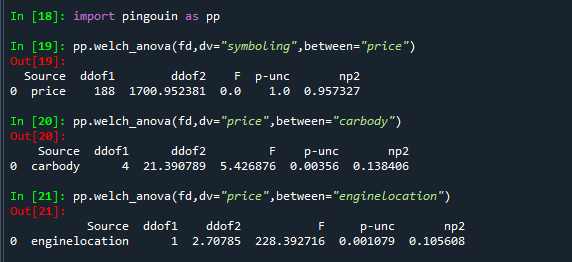 In [18]: import pingouin as pp
In [19]: pp.welch_anova(fd,dv="symboling",between="price")
Out[19]:
Source ddof1 ddof2 F p-unc np2
0 price 188 1700.952381 0.0 1.0 0.957327
In [20]: pp.welch_anova(fd,dv="price",between="carbody")
Out[20]:
Source ddof1 ddof2 F p-unc np2
0 carbody 4 21.390789 5.426876 0.00356 0.138406
In [21]: pp.welch_anova(fd,dv="price",between="enginelocation")
Out[21]:
Source ddof1 ddof2 F p-unc np2
0 enginelocation 1 2.70785 228.392716 0.001079 0.105608